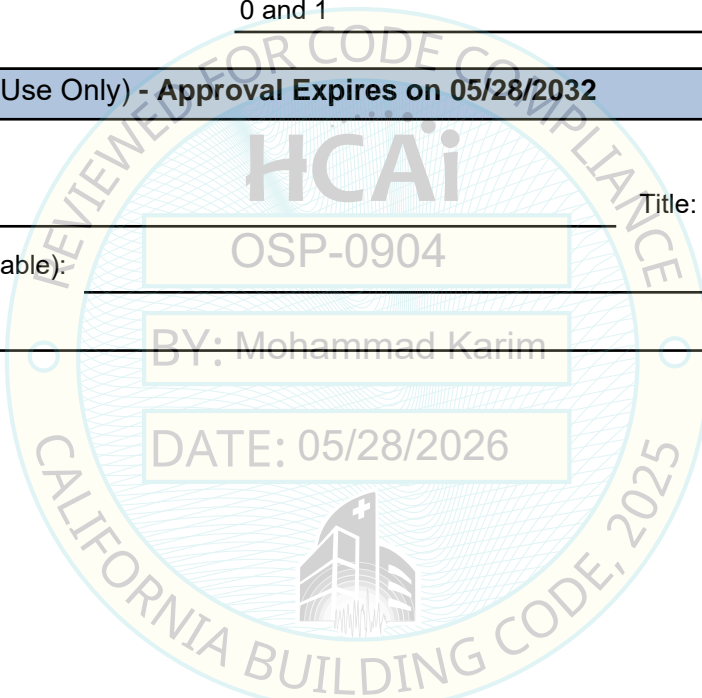 0 and 1
Use Only) - Approval Expires on 05/28/2032
REVIEWED FOR CODE COMPLIANCE
HCAi
Title:
OSP-0904
able):
BY: Mohammad Karim
DATE: 05/28/2026
CALIFORNIA BUILDING CODE, 2025